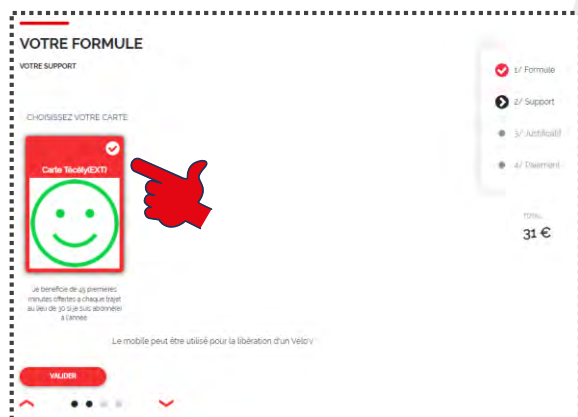 VOTRE FORMULE
VOTRE SUPPORT
CHOISISSEZ VOTRE CARTE
Carte Técély(EXT)
Je bénéficie de 45 premières
minutes offertes à chaque trajet
au lieu de 30 si je suis abonné(e)
à l'année
Le mobile peut être utilisé pour la libération d'un Vélo'v
VALIDER
1/ Formule
2/ Support
3/ Justificatif
4/ Paiement
TOTAL
31 €